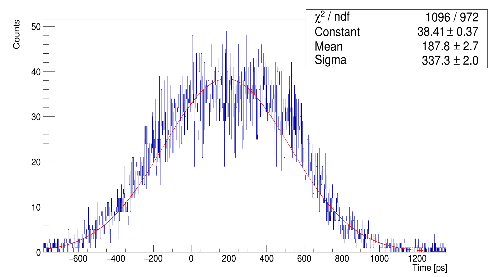 Counts
χ² / ndf 1096 / 972
Constant 38.41 ± 0.37
Mean 187.8 ± 2.7
Sigma 337.3 ± 2.0
50
40
30
20
10
0
-600 -400 -200 0 200 400 600 800 1000 1200
Time [ps]